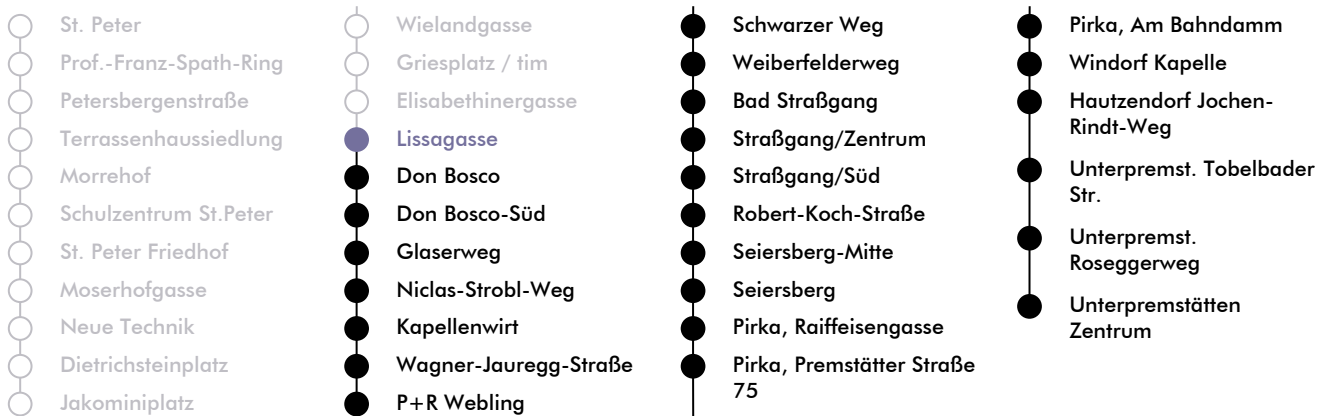 St. Peter
Prof.-Franz-Spath-Ring
Petersbergenstraße
Terrassenhaussiedlung
Morrehof
Schulzentrum St.Peter
St. Peter Friedhof
Moserhofgasse
Neue Technik
Dietrichsteinplatz
Jakominiplatz
Wielandgasse
Griesplatz / tim
Elisabethinergasse
Lissagasse
Don Bosco
Don Bosco-Süd
Glaserweg
Niclas-Strobl-Weg
Kapellenwirt
Wagner-Jauregg-Straße
P+R Webling
Schwarzer Weg
Weiberfelderweg
Bad Straßgang
Straßgang/Zentrum
Straßgang/Süd
Robert-Koch-Straße
Seiersberg-Mitte
Seiersberg
Pirka, Raiffeisengasse
Pirka, Premstätter Straße
75
Pirka, Am Bahndamm
Windorf Kapelle
Hautzendorf Jochen-
Rindt-Weg
Unterpremst. Tobelbader
Str.
Unterpremst.
Roseggerweg
Unterpremstätten
Zentrum